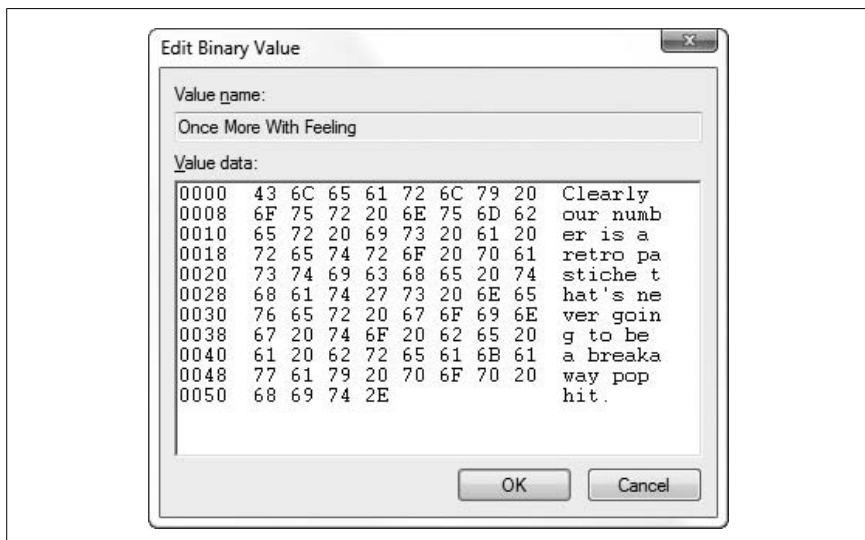 Edit Binary Value
x
Value name:
Once More With Feeling
Value data:
0000 43 6C 65 61 72 6C 79 20 Clearly
0008 6F 75 72 20 6E 75 6D 62 our numb
0010 65 72 20 69 73 20 61 20 er is a
0018 72 65 74 72 6F 20 70 61 retro pa
0020 73 74 69 63 68 65 20 74 stiche t
0028 68 61 74 27 73 20 6E 65 hat's ne
0030 76 65 72 20 67 6F 69 6E ver goin
0038 67 20 74 6F 20 62 65 20 g to be
0040 61 20 62 72 65 61 6B 61 a breaka
0048 77 61 79 20 70 6F 70 20 way pop
0050 68 69 74 2E hit.
OK Cancel